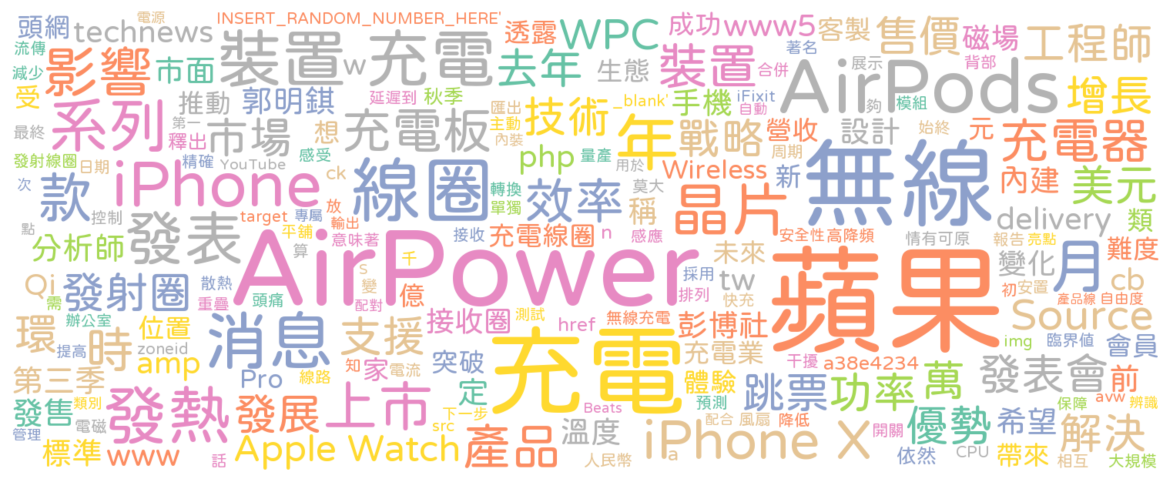 電源
INSERT_RANDOM_NUMBER_HERE'
頭網
technews
裝置
充電
透露
WPC
成功
www5
客製
售價
磁場
工程師
流傳
減少
影響
市面
w
去年
生態
裝置
合併
著名
展示
背部
AirPods
增長
受
推動
郭明錤
延遲到
秋季
匯出
_blank'
手機
iFixit
自動
夠
模組
系列
第一
釋出
市場
想
充電板
主動
內裝
技術
年
戰略
營收
設計
始終
元
充電器
最終
發射線圈
日期
精確
YouTube
感受
php
量產
用於
Wireless
周期
新
無線
內建
美元
次
款
iPhone
ck
線圈
轉換
單獨
效率
莫大
稱
晶片
點
控制
發表
target
專屬
放
輸出
delivery
類
分析師
平鋪
算
意味著
接收
充電線圈
n
感應
未來
安全性
高降頻
情有可原
報告
亮點
難度
AirPower
Qi
需
發射圈
散熱
重疊
頭痛
s
變
千
配對
億
採用
排列
tw
快充
蘋果
變化
月
cb
初
安置
產品線
自由度
環
辦公室
時
位置
消息
支援
接收圈
測試
href
無線充電
彭博社
Source
提高
zoneid
amp
Pro
線路
知
家
電流
突破
充電
充電業
干擾
a38e4234
img
臨界值
會員
第三季
定
體驗
跳票
功率
萬
發表會
前
發售
類別
發熱
發展
上市
下一步
Beats
預測
保障
avw
辨識
管理
電磁
src
產品
溫度
配合
風扇
降低
開關
優勢
希望
解決
標準
www
話
Apple Watch
人民幣
iPhone X
a
依然
CPU
帶來
相互
大規模